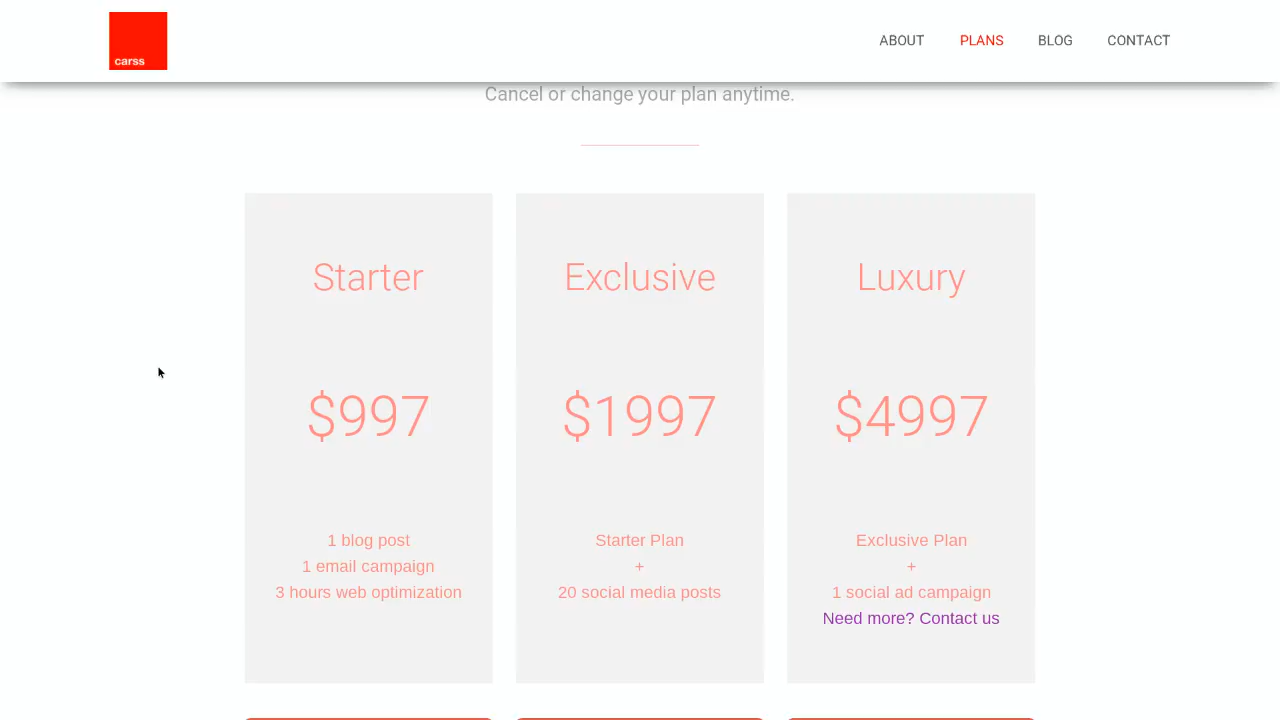 carss
ABOUT PLANS BLOG CONTACT
Cancel or change your plan anytime.
Starter
$997
1 blog post
1 email campaign
3 hours web optimization
Exclusive
$1997
Starter Plan
+
20 social media posts
Luxury
$4997
Exclusive Plan
+
1 social ad campaign
Need more? Contact us